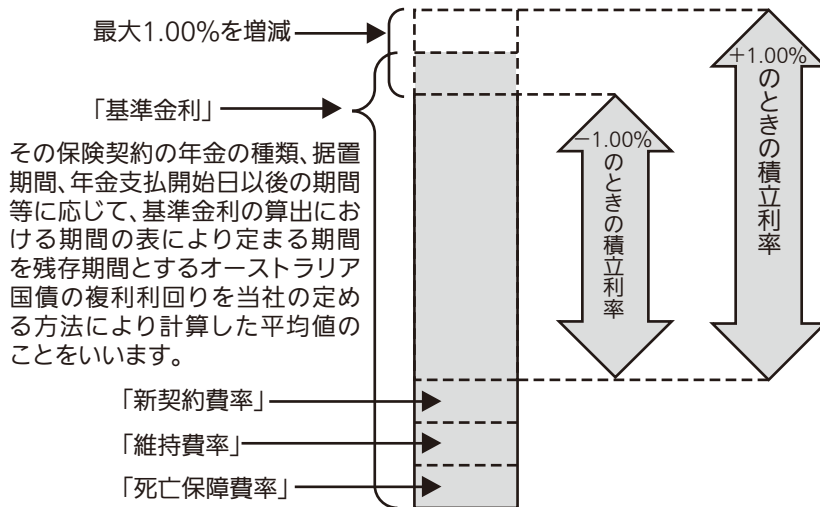 最大1.00%を増減
「基準金利」
その保険契約の年金の種類、据置
期間、年金支払開始日以後の期間
等に応じて、基準金利の算出にお
ける期間の表により定まる期間
を残存期間とするオーストラリア
国債の複利利回りを当社の定め
る方法により計算した平均値の
ことをいいます。
「新契約費率」
「維持費率」
「死亡保障費率」
−1.00%
のときの積立利率
+1.00%
のときの積立利率